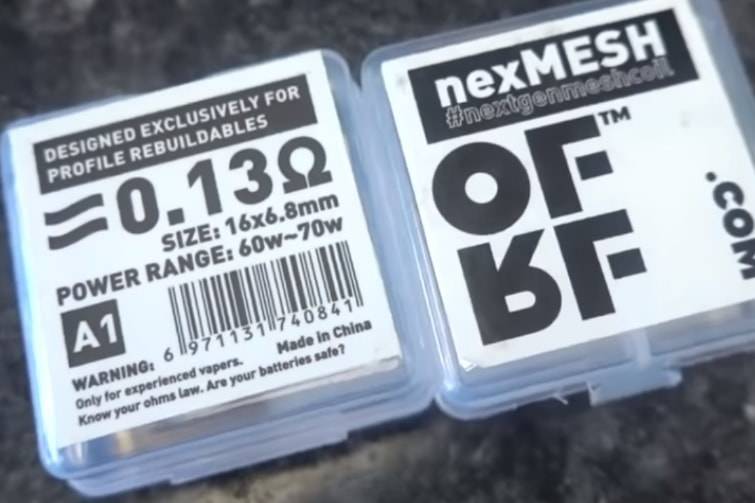 DESIGNED EXCLUSIVELY FOR
PROFILE REBUILDABLES
≈0.13Ω
SIZE: 16x6.8mm
POWER RANGE: 60w~70w
A1
6 971131 740841
Made in China
WARNING:
Only for experienced vapers.
Know your ohms law. Are your batteries safe?
nexMESH
#nextgenmeshcoil
OF™
RF
.COM